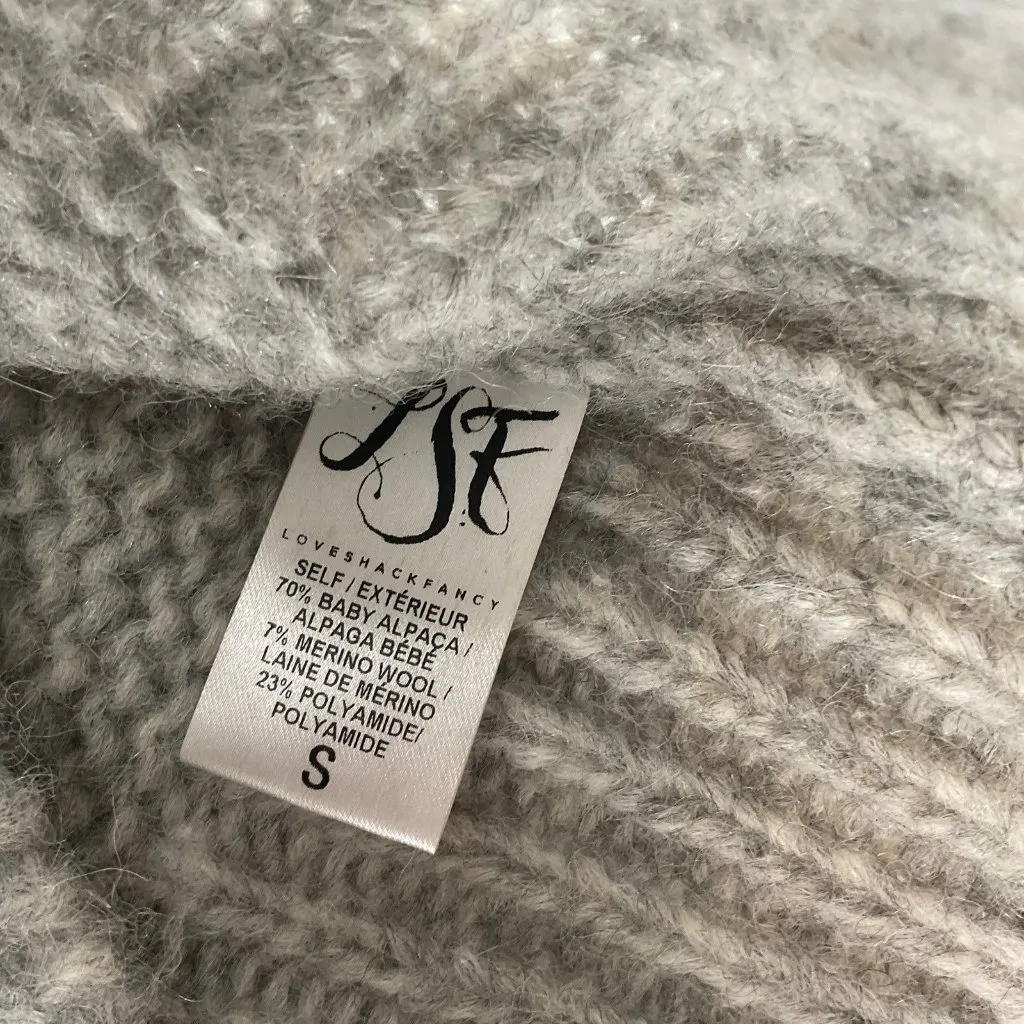 LSF
LOVESHACKFANCY
SELF / EXTÉRIEUR
70% BABY ALPACA /
ALPAGA BÉBÉ
7% MERINO WOOL /
LAINE DE MÉRINO
23% POLYAMIDE/
POLYAMIDE
S